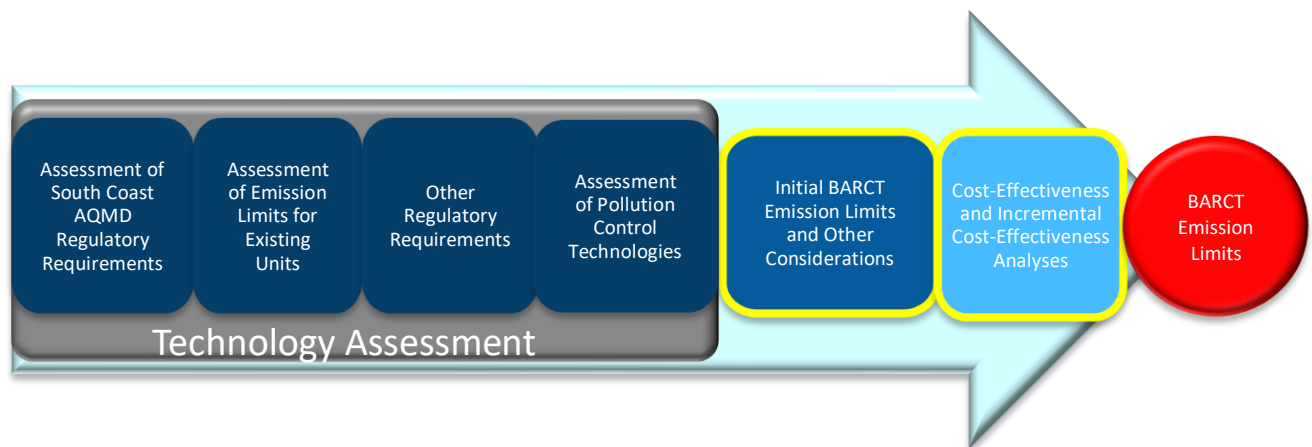 Assessment of
South Coast
AQMD
Regulatory
Requirements
Assessment
of Emission
Limits for
Existing
Units
Other
Regulatory
Requirements
Assessment
of Pollution
Control
Technologies
Initial BARCT
Emission Limits
and Other
Considerations
Cost-Effectiveness
and Incremental
Cost-Effectiveness
Analyses
BARCT
Emission
Limits
Technology Assessment